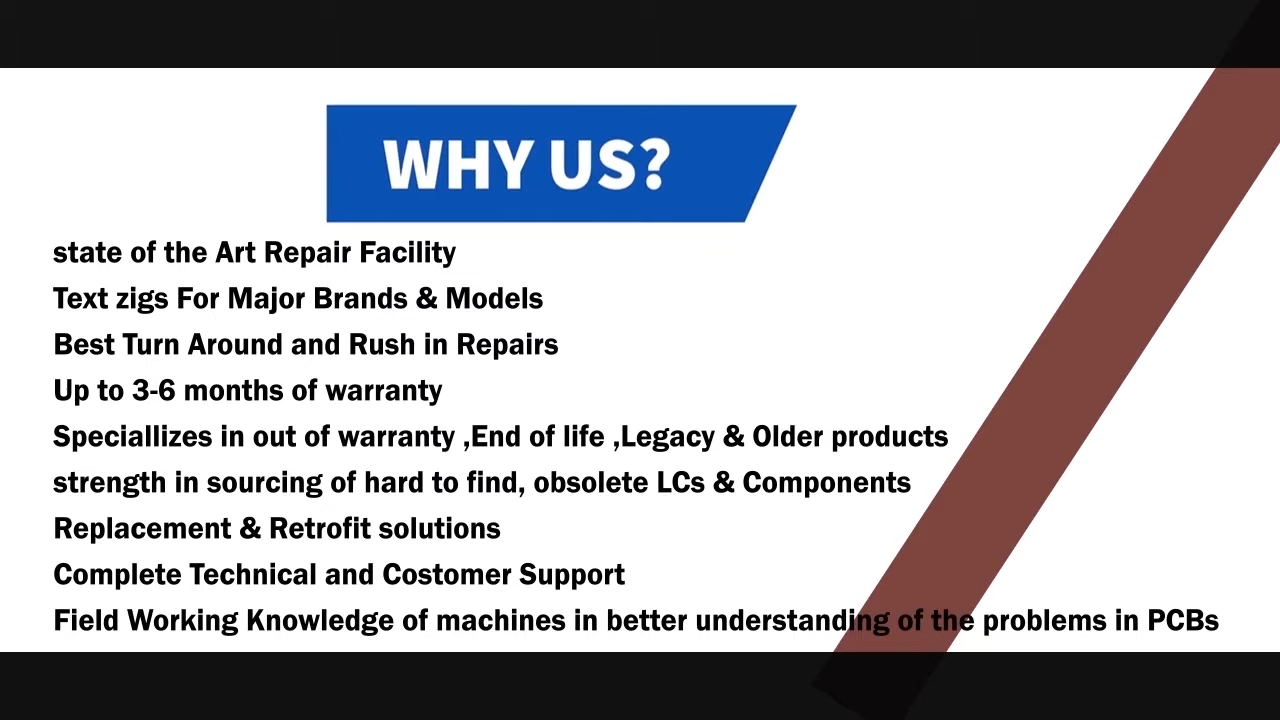 WHY US?
state of the Art Repair Facility
Text zigs For Major Brands & Models
Best Turn Around and Rush in Repairs
Up to 3-6 months of warranty
Speciallizes in out of warranty ,End of life ,Legacy & Older products
strength in sourcing of hard to find, obsolete LCs & Components
Replacement & Retrofit solutions
Complete Technical and Costomer Support
Field Working Knowledge of machines in better understanding of the problems in PCBs